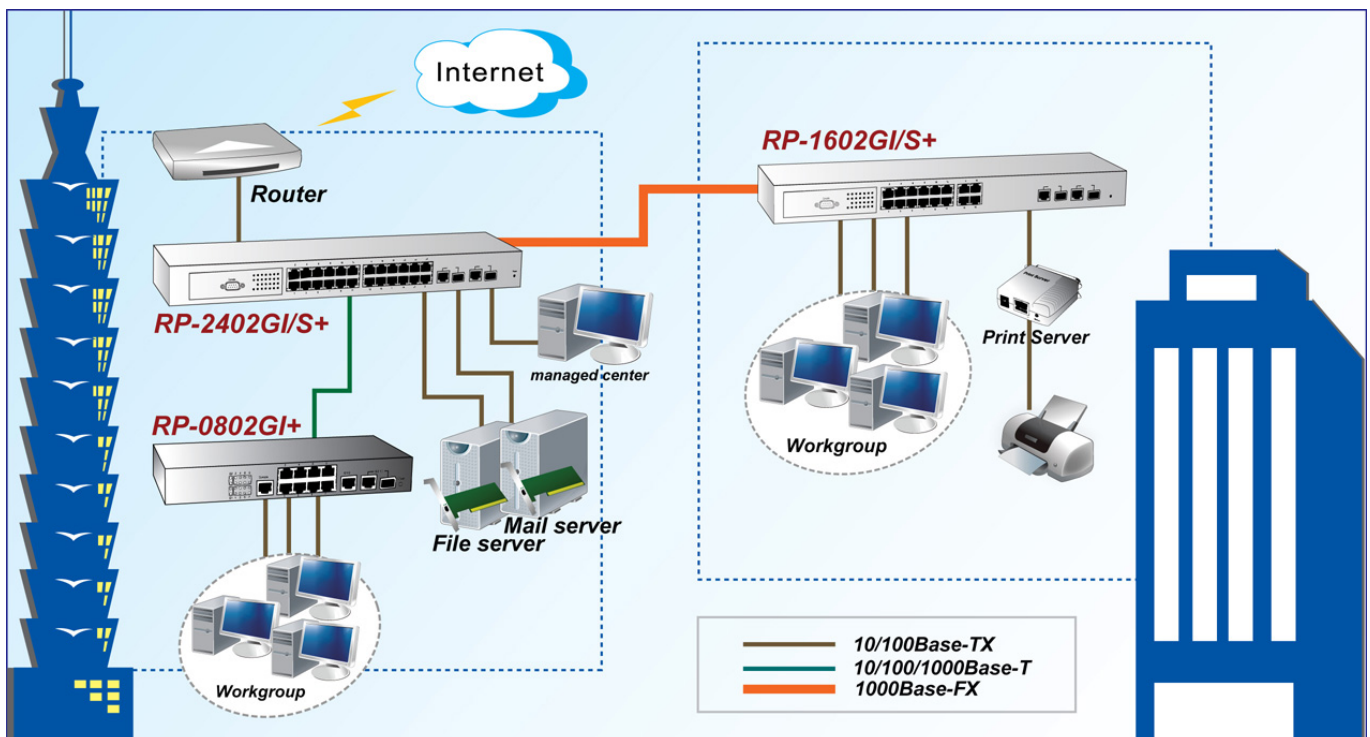 Internet
RP-1602GI/S+
Router
RP-2402GI/S+
Print Server
managed center
RP-0802GI+
Workgroup
Mail server
File server
Workgroup
10/100Base-TX
10/100/1000Base-T
1000Base-FX